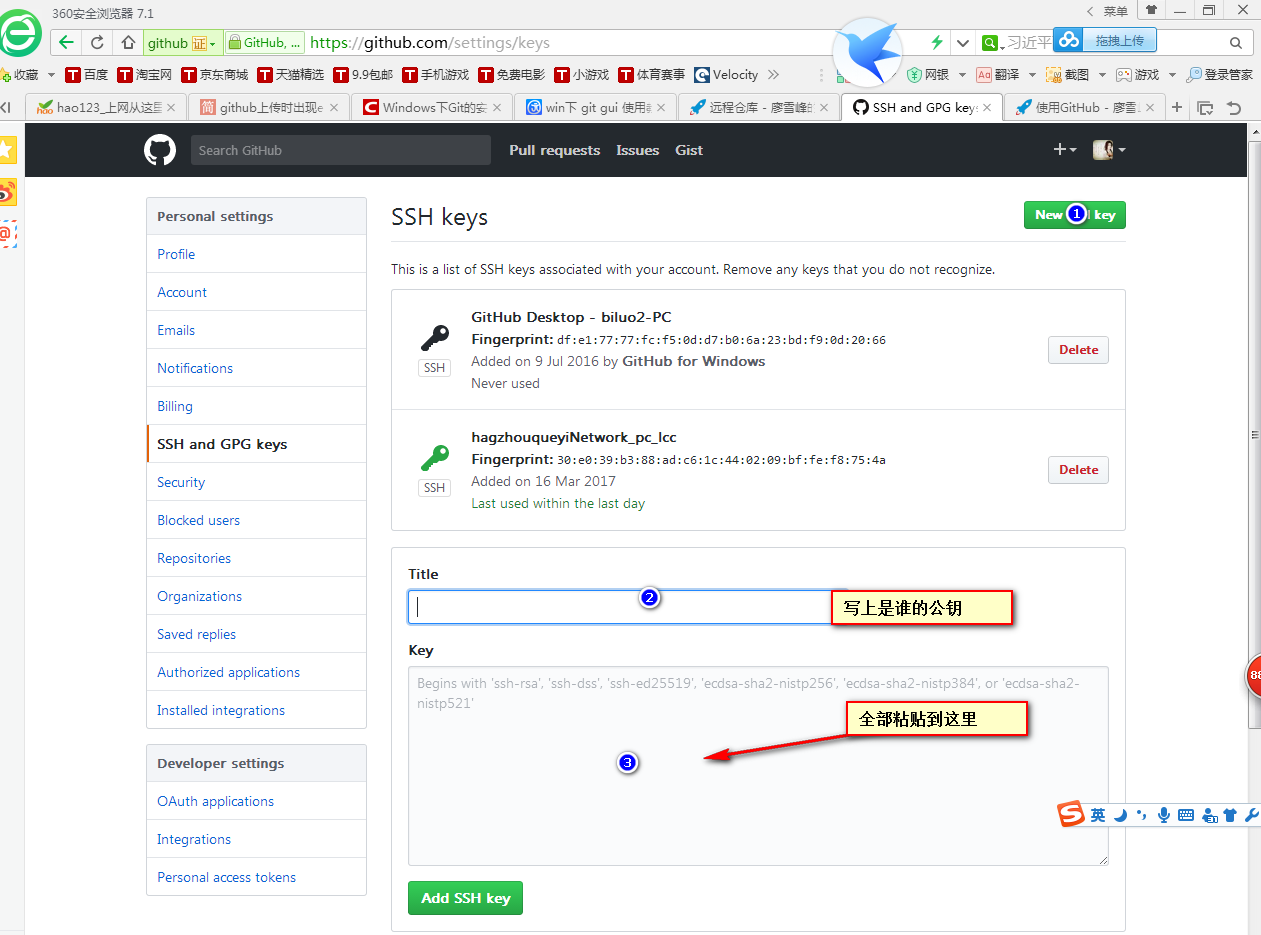 360安全浏览器 7.1
菜单
github 证
GitHub, ...
https://github.com/settings/keys
习近平
拖拽上传
收藏 百度 淘宝网 京东商城 天猫精选 9.9包邮 手机游戏 免费电影 小游戏 体育赛事 Velocity
网银 翻译 截图 游戏 登录管家
hao123_上网从这里
github上传时出现e
Windows下Git的安
win下 git gui 使用
远程仓库 - 廖雪峰的
SSH and GPG key
使用GitHub - 廖雪
Search GitHub
Pull requests Issues Gist
Personal settings
Profile
Account
Emails
Notifications
Billing
SSH and GPG keys
Security
Blocked users
Repositories
Organizations
Saved replies
Authorized applications
Installed integrations
Developer settings
OAuth applications
Integrations
Personal access tokens
SSH keys
New
1
key
This is a list of SSH keys associated with your account. Remove any keys that you do not recognize.
GitHub Desktop - biluo2-PC
Fingerprint: df:e1:77:77:fc:f5:0d:d7:b0:6a:23:bd:f9:0d:20:66
SSH
Added on 9 Jul 2016 by GitHub for Windows
Never used
Delete
hagzhouqueyiNetwork_pc_lcc
Fingerprint: 30:e0:39:b3:88:ad:c6:1c:44:02:09:bf:fe:f8:75:4a
SSH
Added on 16 Mar 2017
Last used within the last day
Delete
Title
2
写上是谁的公钥
Key
Begins with 'ssh-rsa', 'ssh-dss', 'ssh-ed25519', 'ecdsa-sha2-nistp256', 'ecdsa-sha2-nistp384', or 'ecdsa-sha2-
nistp521'
全部粘贴到这里
3
英
Add SSH key